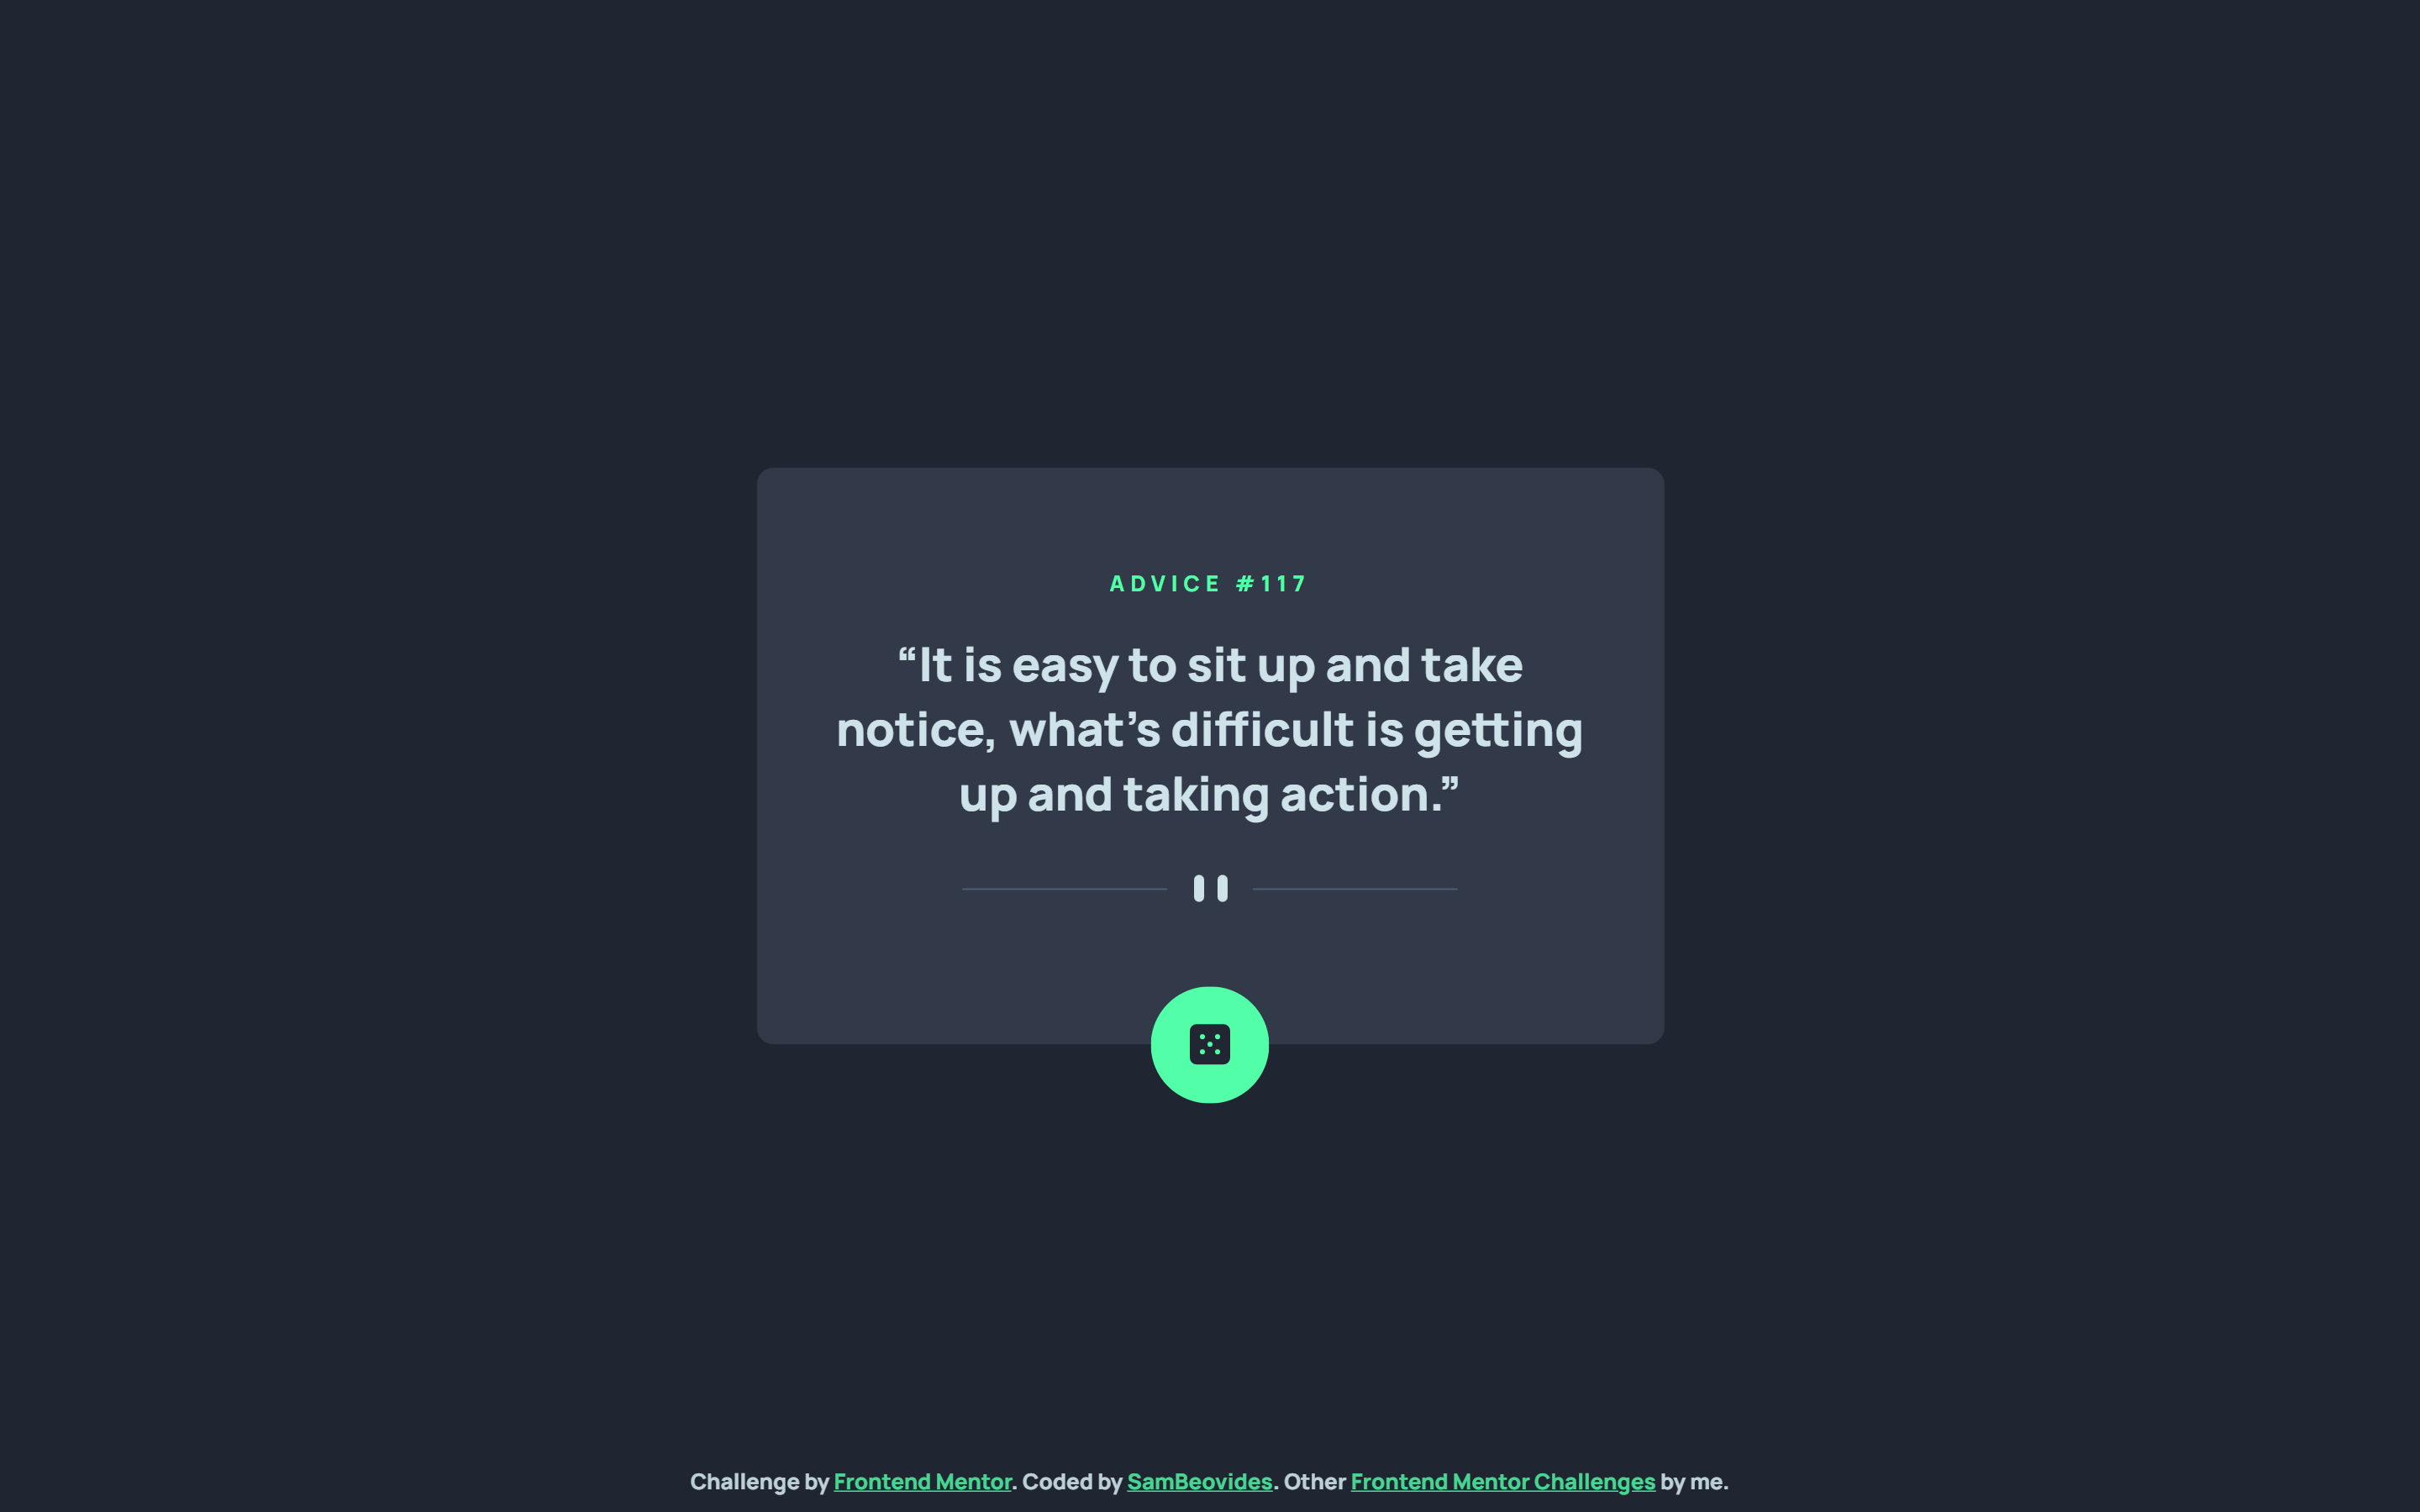 ADVICE #117
“It is easy to sit up and take
notice, what’s difficult is getting
up and taking action.”
Challenge by Frontend Mentor. Coded by SamBeovides. Other Frontend Mentor Challenges by me.